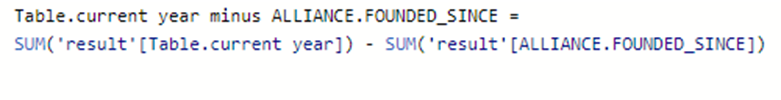 Table.current year minus ALLIANCE.FOUNDED_SINCE =
SUM('result'[Table.current year]) - SUM('result'[ALLIANCE.FOUNDED_SINCE])